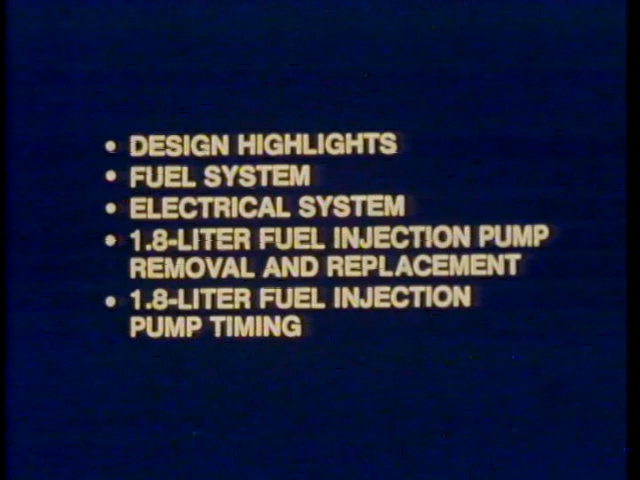 • DESIGN HIGHLIGHTS
• FUEL SYSTEM
• ELECTRICAL SYSTEM
• 1.8-LITER FUEL INJECTION PUMP
REMOVAL AND REPLACEMENT
• 1.8-LITER FUEL INJECTION
PUMP TIMING